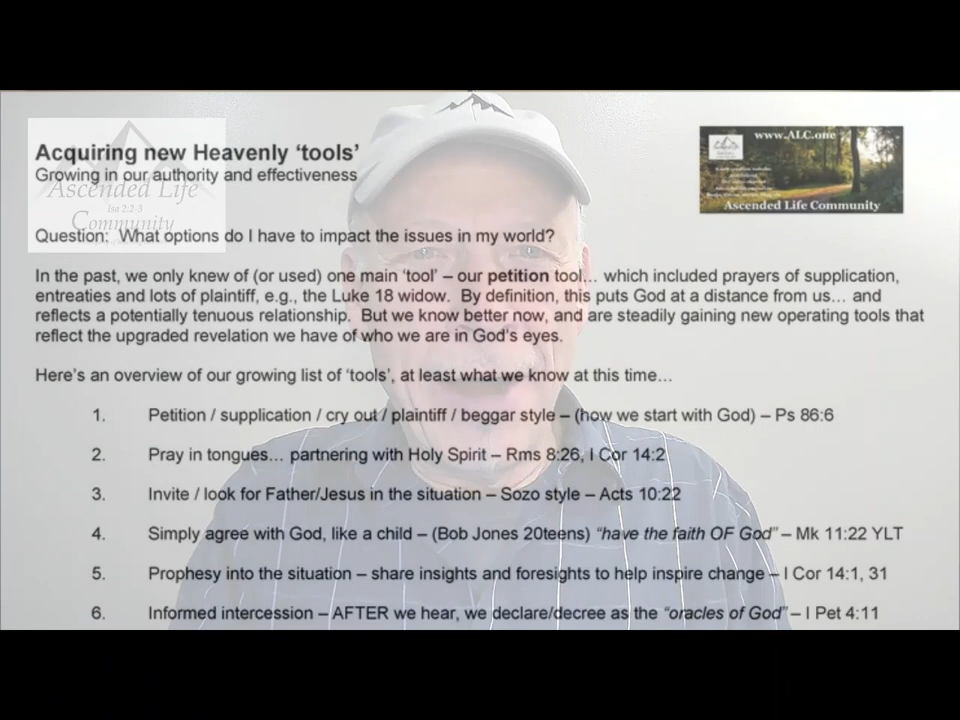 Acquiring new Heavenly ‘tools’
Growing in our authority and effectiveness
Ascended Life
Isa 2:2-3
Community
www.ALC.one
Ascended Life Community
Question: What options do I have to impact the issues in my world?
In the past, we only knew of (or used) one main ‘tool’ – our petition tool… which included prayers of supplication,
entreaties and lots of plaintiff, e.g., the Luke 18 widow. By definition, this puts God at a distance from us… and
reflects a potentially tenuous relationship. But we know better now, and are steadily gaining new operating tools that
reflect the upgraded revelation we have of who we are in God’s eyes.
Here’s an overview of our growing list of ‘tools’, at least what we know at this time…
1. Petition / supplication / cry out / plaintiff / beggar style – (how we start with God) – Ps 86:6
2. Pray in tongues… partnering with Holy Spirit – Rms 8:26, I Cor 14:2
3. Invite / look for Father/Jesus in the situation – Sozo style – Acts 10:22
4. Simply agree with God, like a child – (Bob Jones 20teens) “have the faith OF God” – Mk 11:22 YLT
5. Prophesy into the situation – share insights and foresights to help inspire change – I Cor 14:1, 31
6. Informed intercession – AFTER we hear, we declare/decree as the “oracles of God” – I Pet 4:11